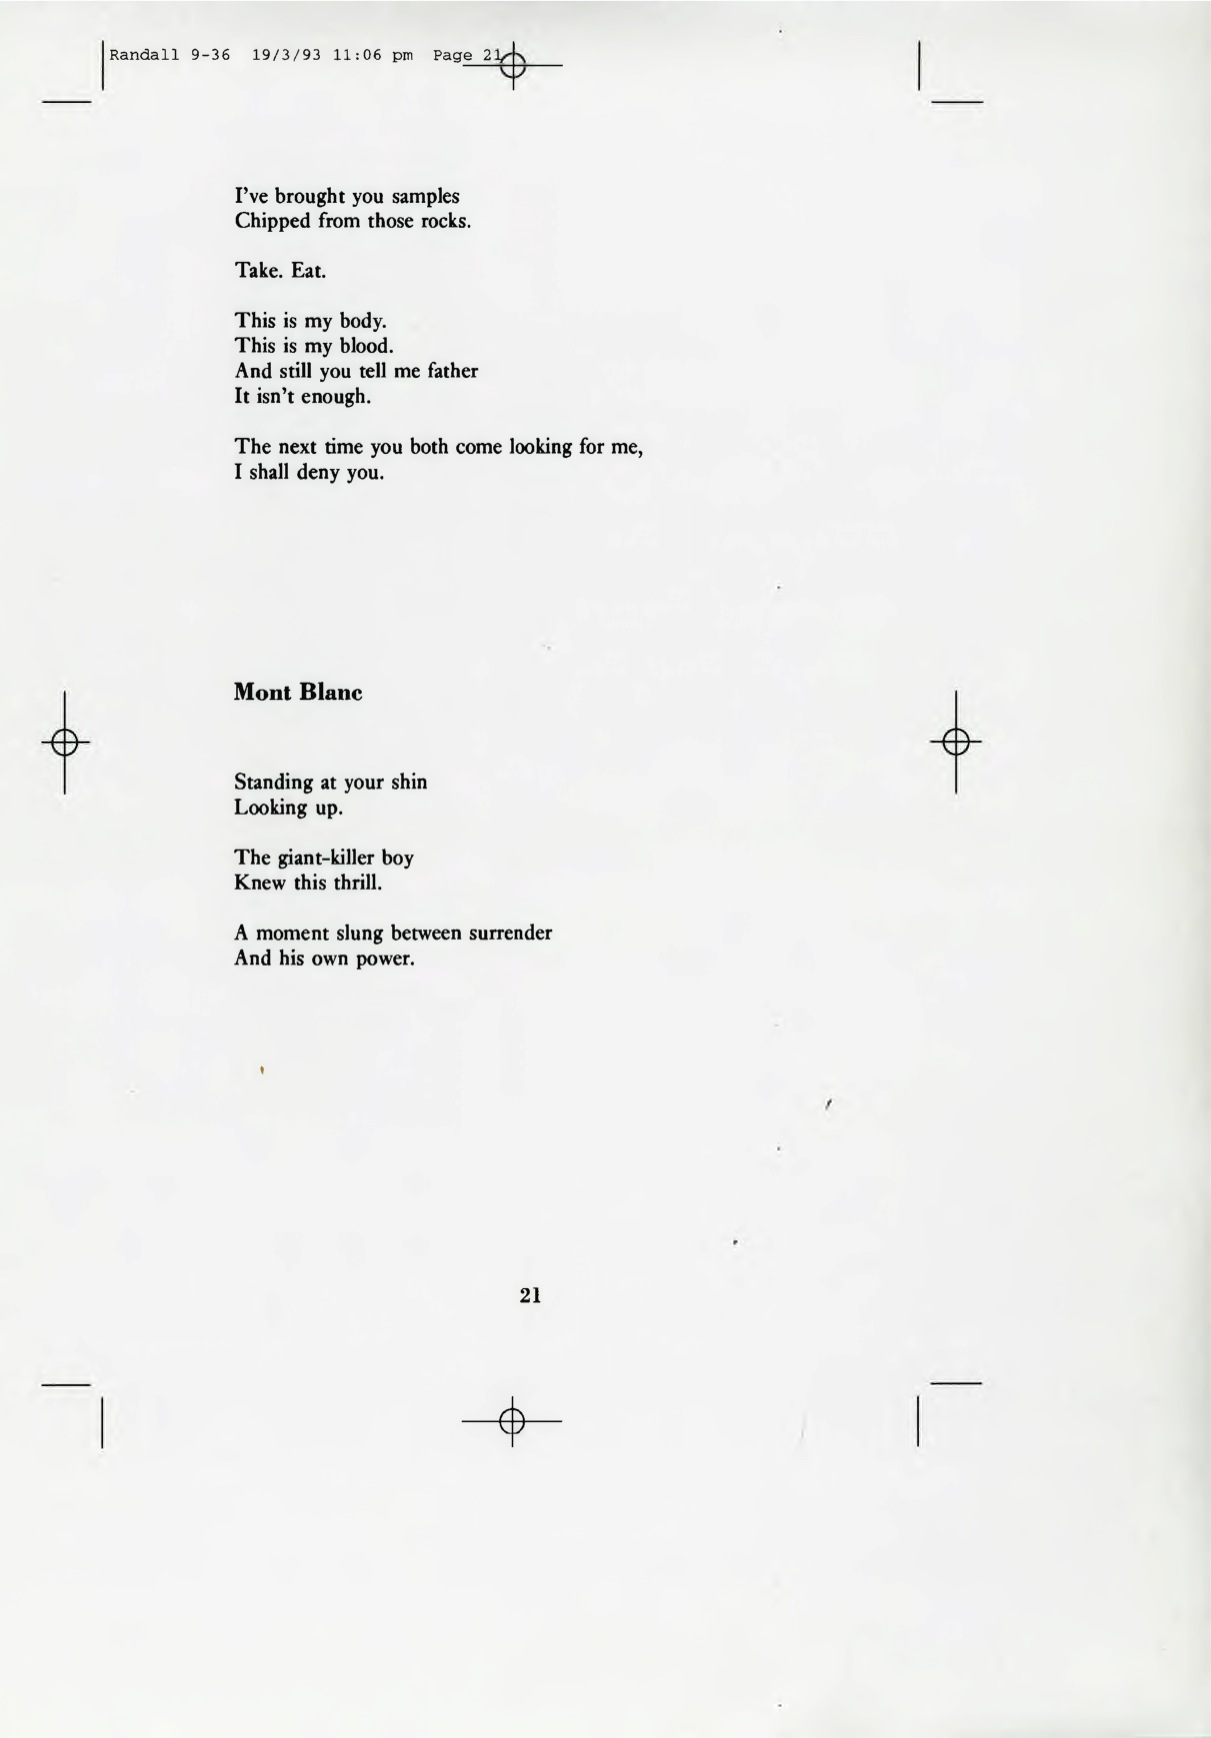 Randall 9-36 19/3/93 11:06 pm Page 21
I've brought you samples
Chipped from those rocks.
Take. Eat.
This is my body.
This is my blood.
And still you tell me father
It isn't enough.
The next time you both come looking for me,
I shall deny you.
Mont Blanc
Standing at your shin
Looking up.
The giant-killer boy
Knew this thrill.
A moment slung between surrender
And his own power.
21